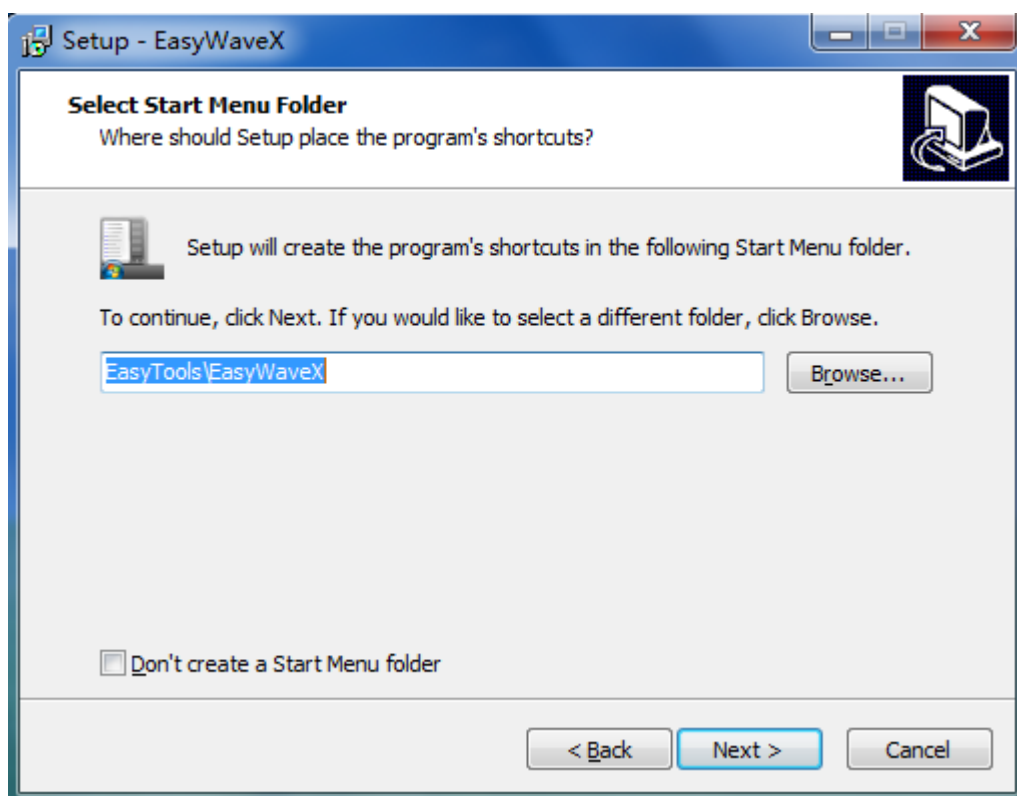 Setup - EasyWaveX
Select Start Menu Folder
Where should Setup place the program's shortcuts?
Setup will create the program's shortcuts in the following Start Menu folder.
To continue, click Next. If you would like to select a different folder, click Browse.
EasyTools\EasyWaveX
Browse...
Don't create a Start Menu folder
< Back
Next >
Cancel